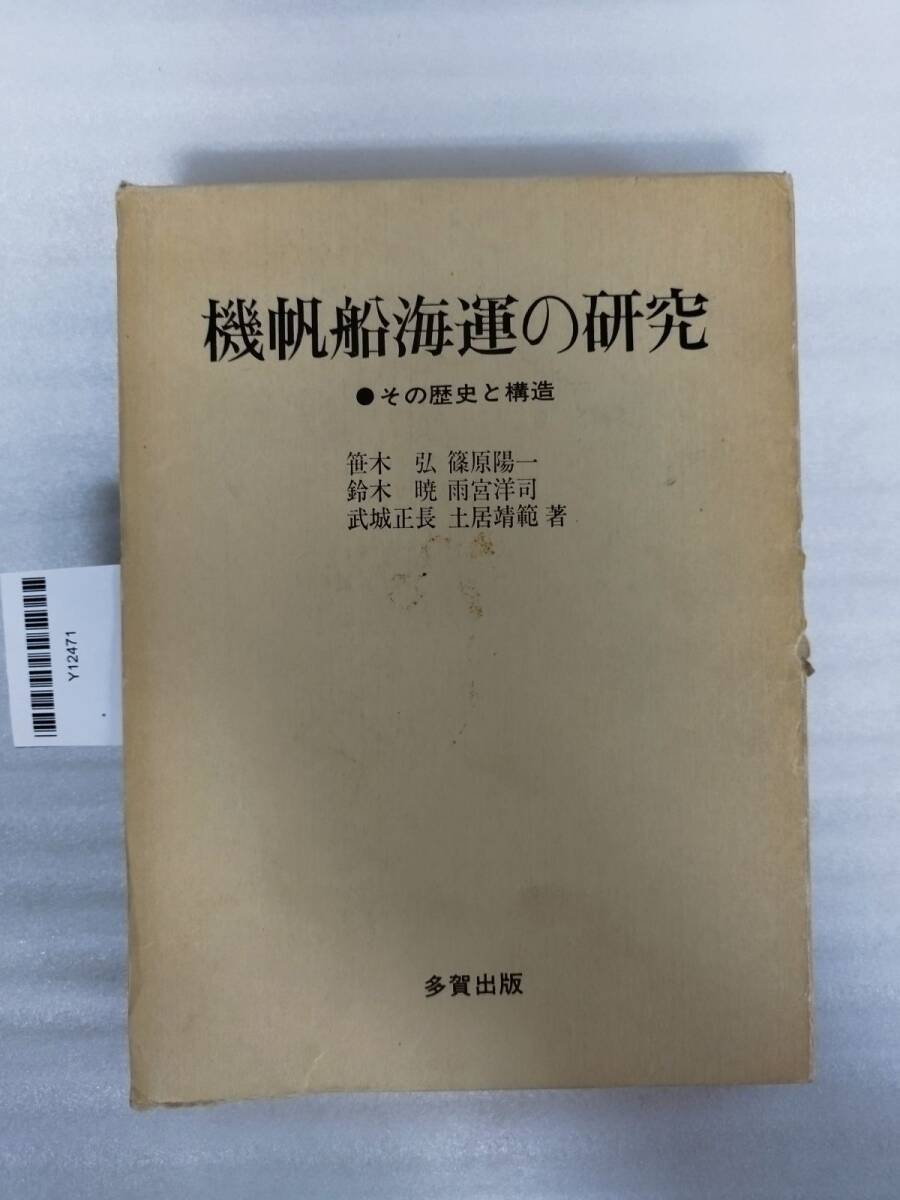 機帆船海運の研究
●その歴史と構造
笹木 弘 篠原陽一
鈴木 暁 雨宮洋司
武城正長 土居靖範 著
多賀出版
Y12471